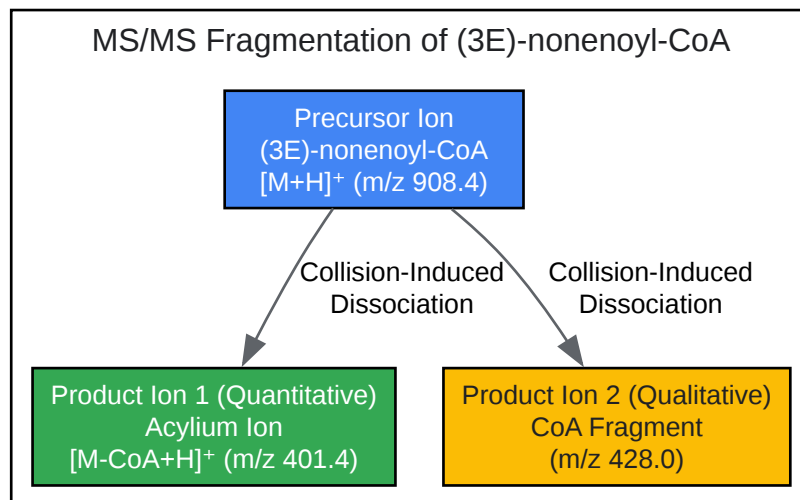 MS/MS Fragmentation of (3E)-nonenoyl-CoA
Precursor Ion
(3E)-nonenoyl-CoA
[M+H]⁺ (m/z 908.4)
Collision-Induced
Dissociation
Collision-Induced
Dissociation
Product Ion 1 (Quantitative)
Acylium Ion
[M-CoA+H]⁺ (m/z 401.4)
Product Ion 2 (Qualitative)
CoA Fragment
(m/z 428.0)